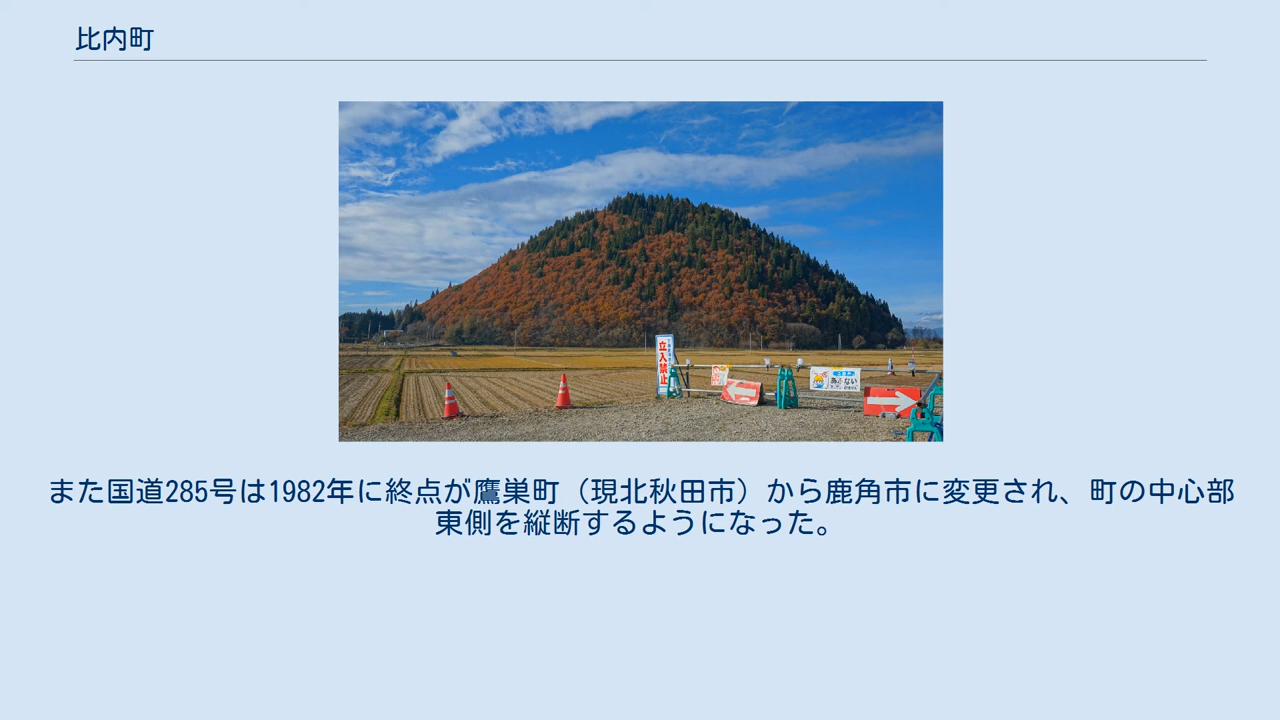 比内町
立入禁止
あぶない
また国道285号は1982年に終点が鷹巣町（現北秋田市）から鹿角市に変更され、町の中心部
東側を縦断するようになった。